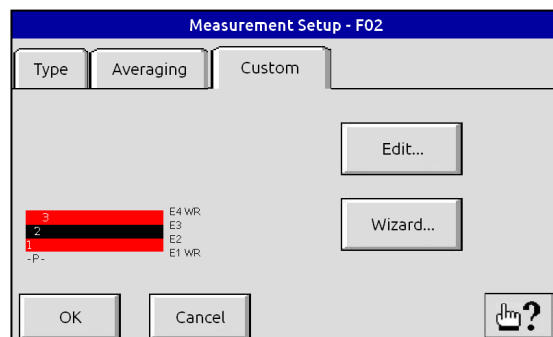 Measurement Setup - F02
Type Averaging Custom
Edit...
Wizard...
3
2
1
-P-
E4 WR
E3
E2
E1 WR
OK Cancel
?